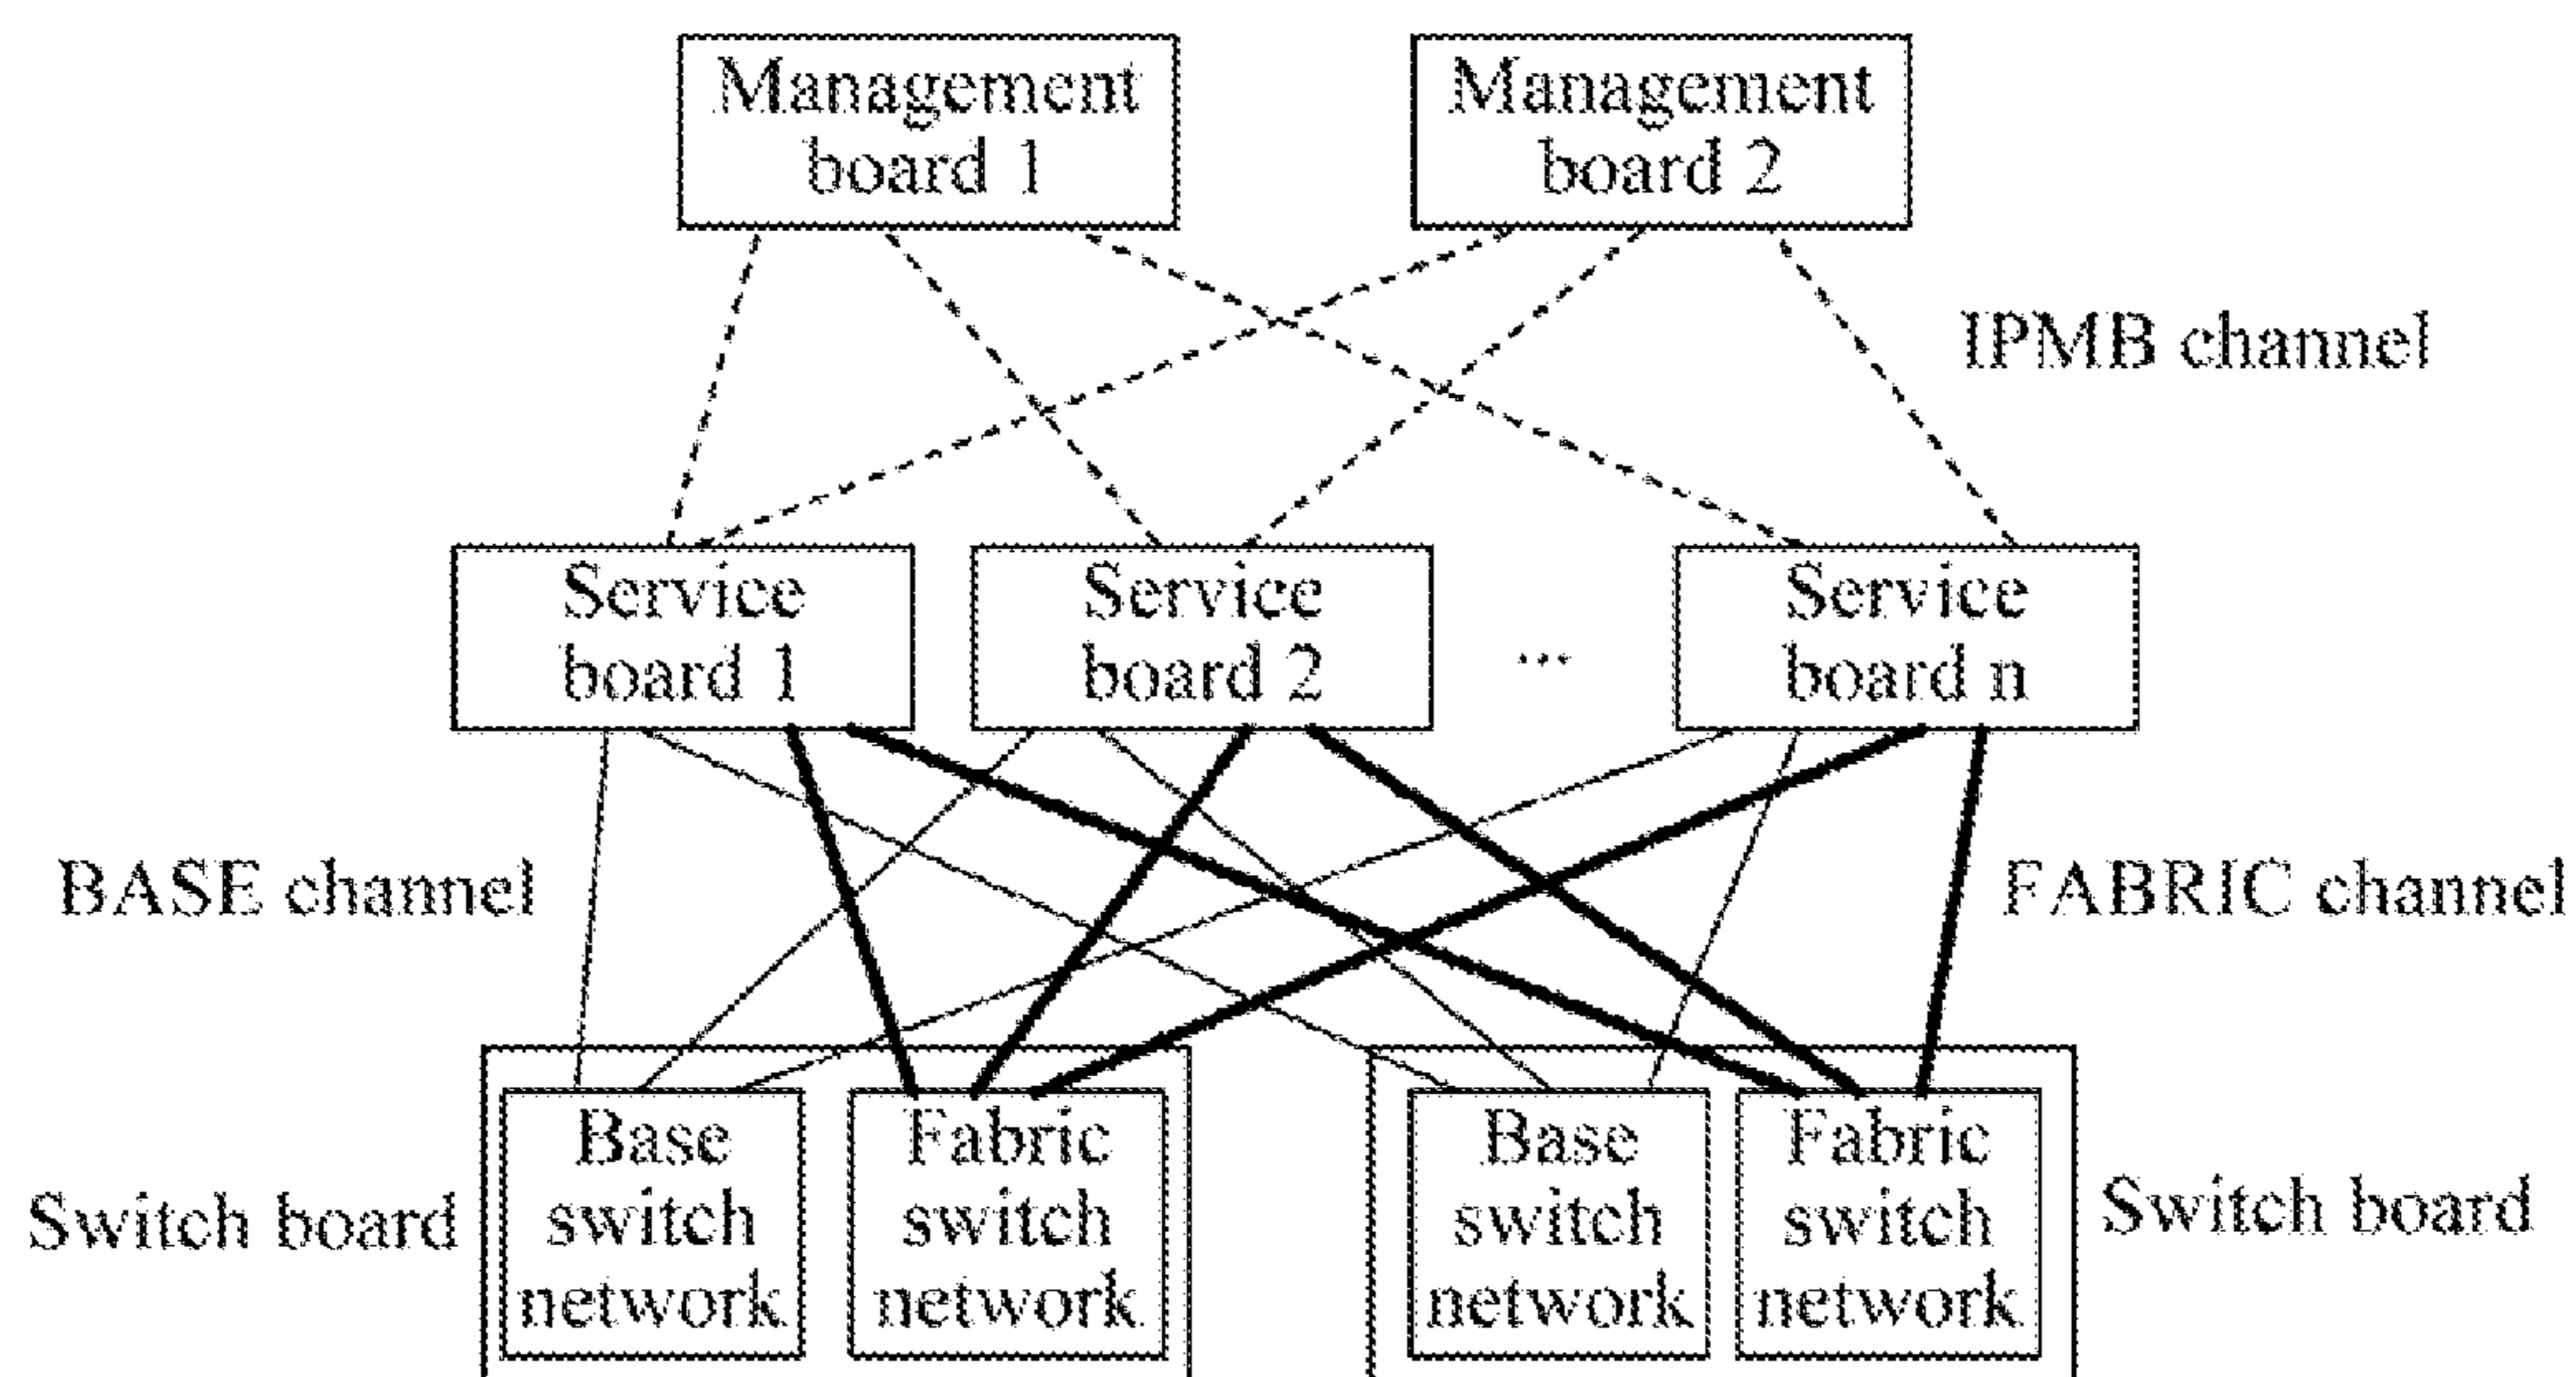 Management
board 1
Management
board 2
IPMB channel
Service
board 1
Service
board 2
...
Service
board n
BASE channel
FABRIC channel
Switch board
Base
switch
network
Fabric
switch
network
Base
switch
network
Fabric
switch
network
Switch board